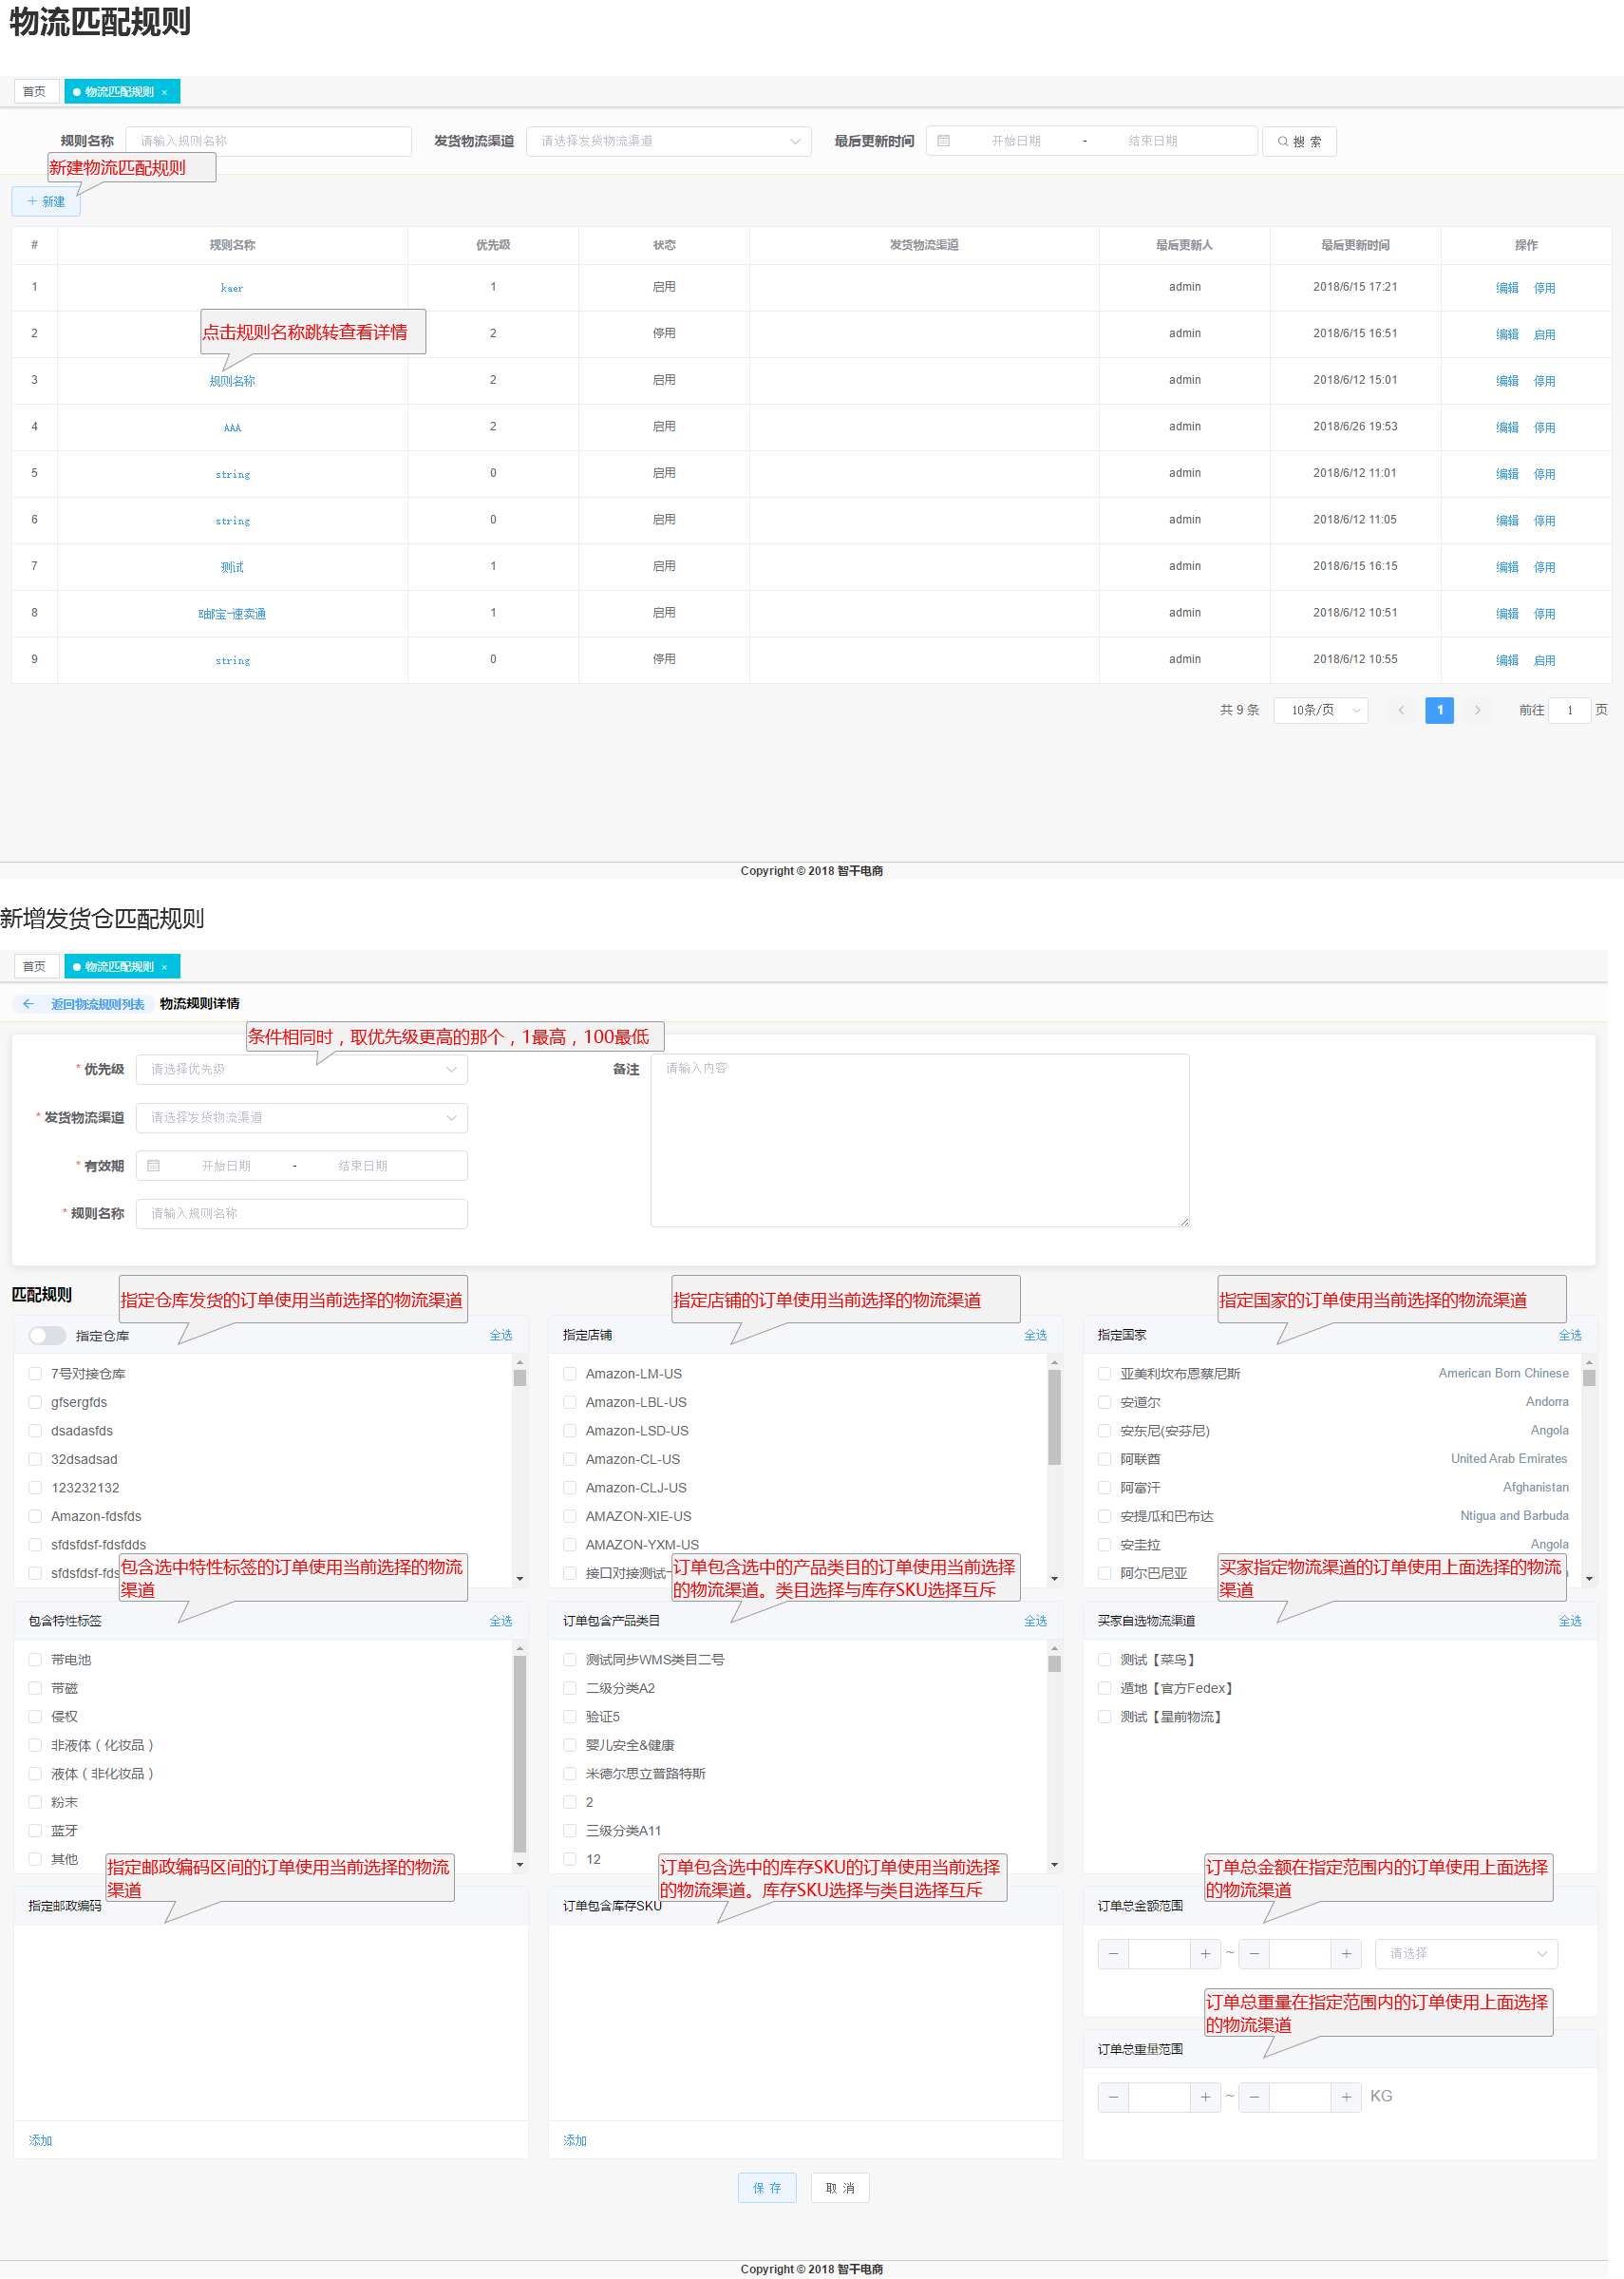 物流匹配规则
首页 物流匹配规则 ×
规则名称 请输入规则名称 发货物流渠道 请选择发货物流渠道 最后更新时间 开始日期 - 结束日期 搜 索
新建物流匹配规则
+ 新建
# 规则名称 优先级 状态 发货物流渠道 最后更新人 最后更新时间 操作
1 kaer 1 启用 admin 2018/6/15 17:21 编辑 停用
点击规则名称跳转查看详情
2 2 停用 admin 2018/6/15 16:51 编辑 启用
3 规则名称 2 启用 admin 2018/6/12 15:01 编辑 停用
4 AAA 2 启用 admin 2018/6/26 19:53 编辑 停用
5 string 0 启用 admin 2018/6/12 11:01 编辑 停用
6 string 0 启用 admin 2018/6/12 11:05 编辑 停用
7 测试 1 启用 admin 2018/6/15 16:15 编辑 停用
8 E邮宝-速卖通 1 启用 admin 2018/6/12 10:51 编辑 停用
9 string 0 停用 admin 2018/6/12 10:55 编辑 启用
共 9 条 10条/页 1 前往 1 页
Copyright © 2018 智干电商
新增发货仓匹配规则
首页 物流匹配规则 ×
← 返回物流规则列表 物流规则详情
条件相同时，取优先级更高的那个，1最高，100最低
* 优先级 请选择优先级 备注 请输入内容
* 发货物流渠道 请选择发货物流渠道
* 有效期 开始日期 - 结束日期
* 规则名称 请输入规则名称
匹配规则
指定仓库发货的订单使用当前选择的物流渠道
指定店铺的订单使用当前选择的物流渠道
指定国家的订单使用当前选择的物流渠道
指定仓库 全选
7号对接仓库
gfsergfds
dsadasfds
32dsadsad
123232132
Amazon-fdsfds
sfdsfdsf-fdsfdds
sfdsfdsf-fds
指定店铺 全选
Amazon-LM-US
Amazon-LBL-US
Amazon-LSD-US
Amazon-CL-US
Amazon-CLJ-US
AMAZON-XIE-US
AMAZON-YXM-US
接口对接测试
指定国家 全选
亚美利坎布恩蔡尼斯 American Born Chinese
安道尔 Andorra
安东尼(安芬尼) Angola
阿联酋 United Arab Emirates
阿富汗 Afghanistan
安提瓜和巴布达 Ntigua and Barbuda
安圭拉 Angola
阿尔巴尼亚
包含选中特性标签的订单使用当前选择的物流
渠道
订单包含选中的产品类目的订单使用当前选择
的物流渠道。类目选择与库存SKU选择互斥
买家指定物流渠道的订单使用上面选择的物流
渠道
包含特性标签 全选
带电池
带磁
侵权
非液体（化妆品）
液体（非化妆品）
粉末
蓝牙
其他
订单包含产品类目 全选
测试同步WMS类目二号
二级分类A2
验证5
婴儿安全&健康
米德尔思立普路特斯
2
三级分类A11
12
买家自选物流渠道 全选
测试【菜鸟】
遁地【官方Fedex】
测试【星前物流】
指定邮政编码区间的订单使用当前选择的物流
渠道
订单包含选中的库存SKU的订单使用当前选择
的物流渠道。库存SKU选择与类目选择互斥
订单总金额在指定范围内的订单使用上面选择
的物流渠道
指定邮政编码
添加
订单包含库存SKU
添加
订单总金额范围
− + ~ − + 请选择
订单总重量在指定范围内的订单使用上面选择
的物流渠道
订单总重量范围
− + ~ − + KG
保 存 取 消
Copyright © 2018 智干电商